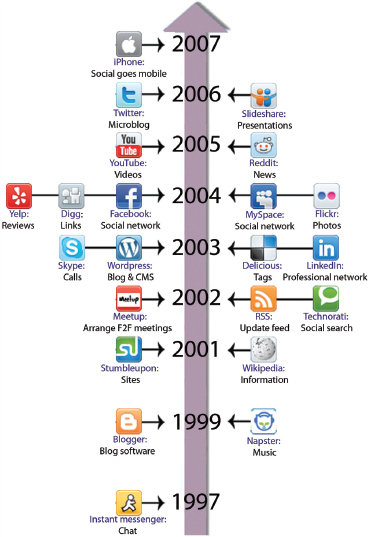 2007
iPhone:
Social goes mobile
2006
Twitter:
Microblog
Slideshare:
Presentations
You
Tube
2005
YouTube:
Videos
Reddit:
News
2004
Yelp:
Reviews
Digg:
Links
Facebook:
Social network
MySpace:
Social network
Flickr:
Photos
2003
Skype:
Calls
Wordpress:
Blog & CMS
Delicious:
Tags
LinkedIn:
Professional network
Meetup
2002
Meetup:
Arrange F2F meetings
RSS:
Update feed
Technorati:
Social search
2001
Stumbleupon:
Sites
Wikipedia:
Information
1999
Blogger:
Blog software
Napster:
Music
1997
Instant messenger:
Chat